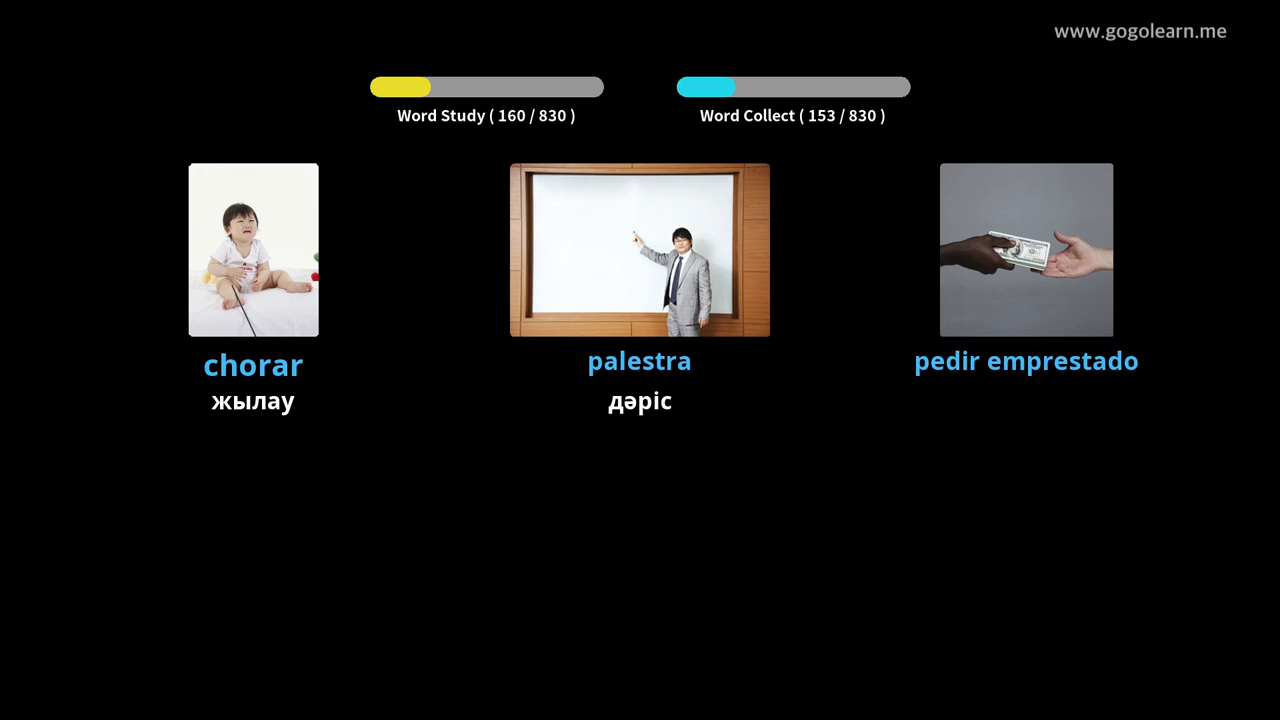 www.gogolearn.me
Word Study ( 160 / 830 )
Word Collect ( 153 / 830 )
chorar
palestra
pedir emprestado
жылау
дәріс